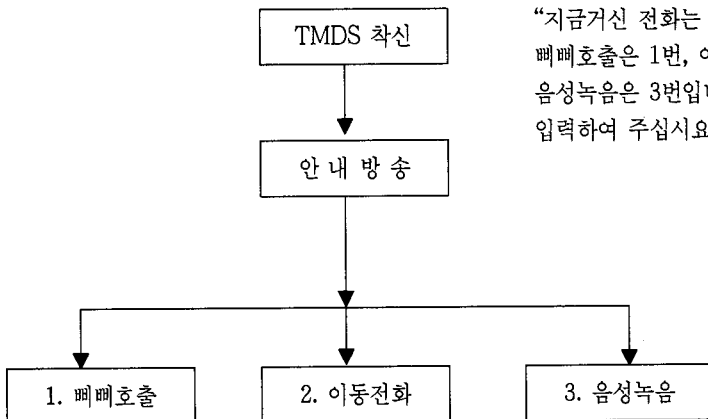 TMDS 착신
“지금거신 전화는
삐삐호출은 1번, 이
음성녹음은 3번입니
입력하여 주십시요
안 내 방 송
1. 삐삐호출
2. 이동전화
3. 음성녹음